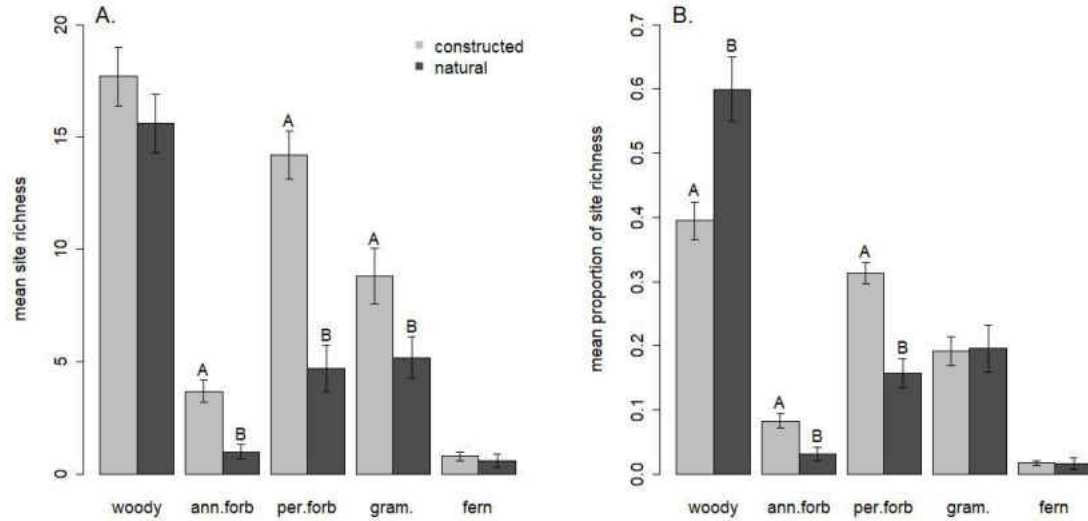 A.
constructed
natural
mean site richness
20
15
10
5
0
A
B
A
B
A
B
woody ann.forb per.forb gram. fern
B.
mean proportion of site richness
0.7
0.6
0.5
0.4
0.3
0.2
0.1
0.0
A
B
A
B
A
B
woody ann.forb per.forb gram. fern